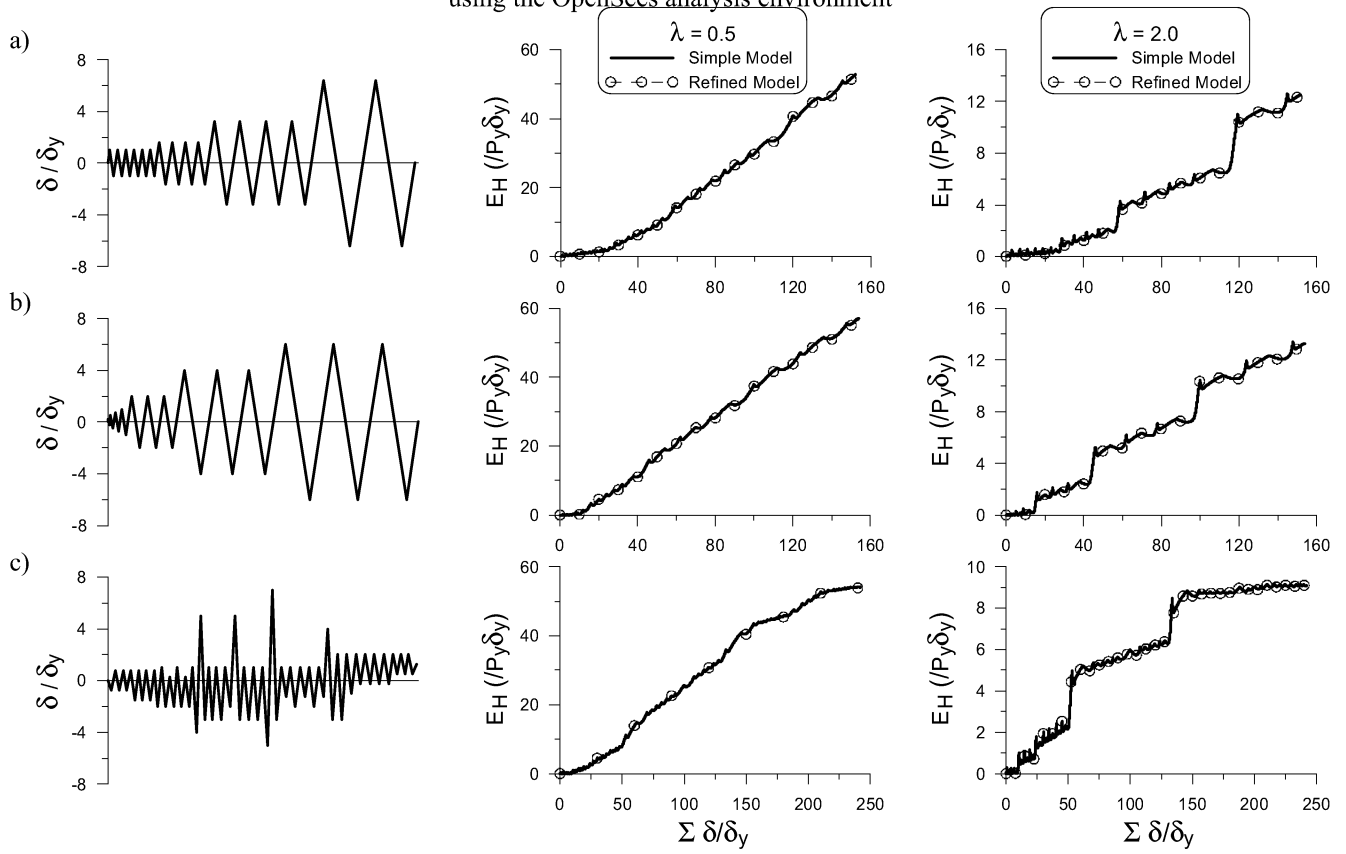 using the OpenSees analysis environment
a)
λ = 0.5
Simple Model
Refined Model
λ = 2.0
Simple Model
Refined Model
8
4
0
-4
-8
δ / δy
60
40
20
0
EH (/Pyδy)
0 40 80 120 160
16
12
8
4
0
EH (/Pyδy)
0 40 80 120 160
b)
8
4
0
-4
-8
δ / δy
60
40
20
0
EH (/Pyδy)
0 40 80 120 160
16
12
8
4
0
EH (/Pyδy)
0 40 80 120 160
c)
8
4
0
-4
-8
δ / δy
60
40
20
0
EH (/Pyδy)
0 50 100 150 200 250
Σ δ/δy
10
8
6
4
2
0
EH (/Pyδy)
0 50 100 150 200 250
Σ δ/δy